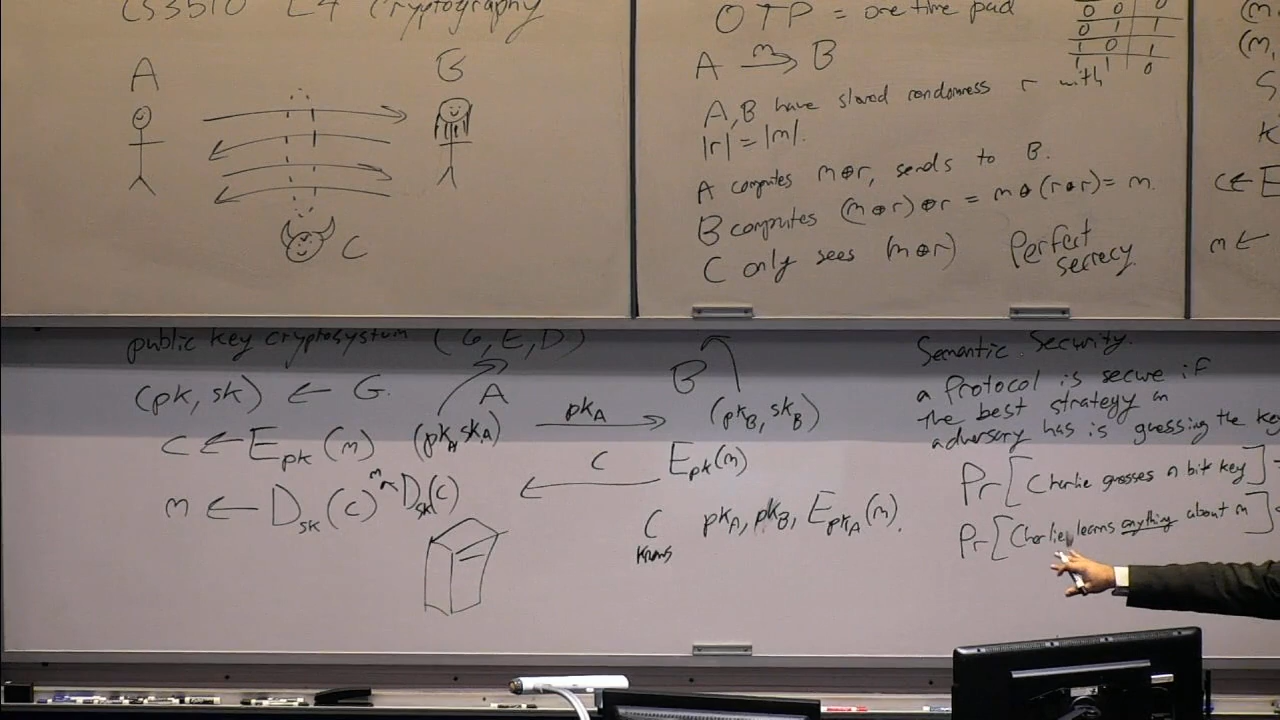 CS3510 L4 Cryptography
A
B
C
OTP = one time pad
A m→ B
0 0 0
0 1 1
1 0 1
1 1 0
A, B have shared randomness r with
|r| = |m|.
A computes m⊕r, sends to B.
B computes (m⊕r)⊕r = m⊕(r⊕r) = m.
C only sees (m⊕r)
Perfect
secrecy
(m,
(m,
S
K
C ← E
m ←
public key cryptosystem (G, E, D)
(pk, sk) ← G.
C ← E_pk(m)
m ← D_sk(C)
A
(pk_A, sk_A)
m ← D_sk(C)
pk_A →
C
B
(pk_B, sk_B)
E_pk(m)
C
knows
pk_A, pk_B, E_pk_A(m).
Semantic Security.
a Protocol is secure if
the best strategy an
adversary has is guessing the key
Pr[Charlie guesses n bit key]
Pr[Charlie learns anything about m]